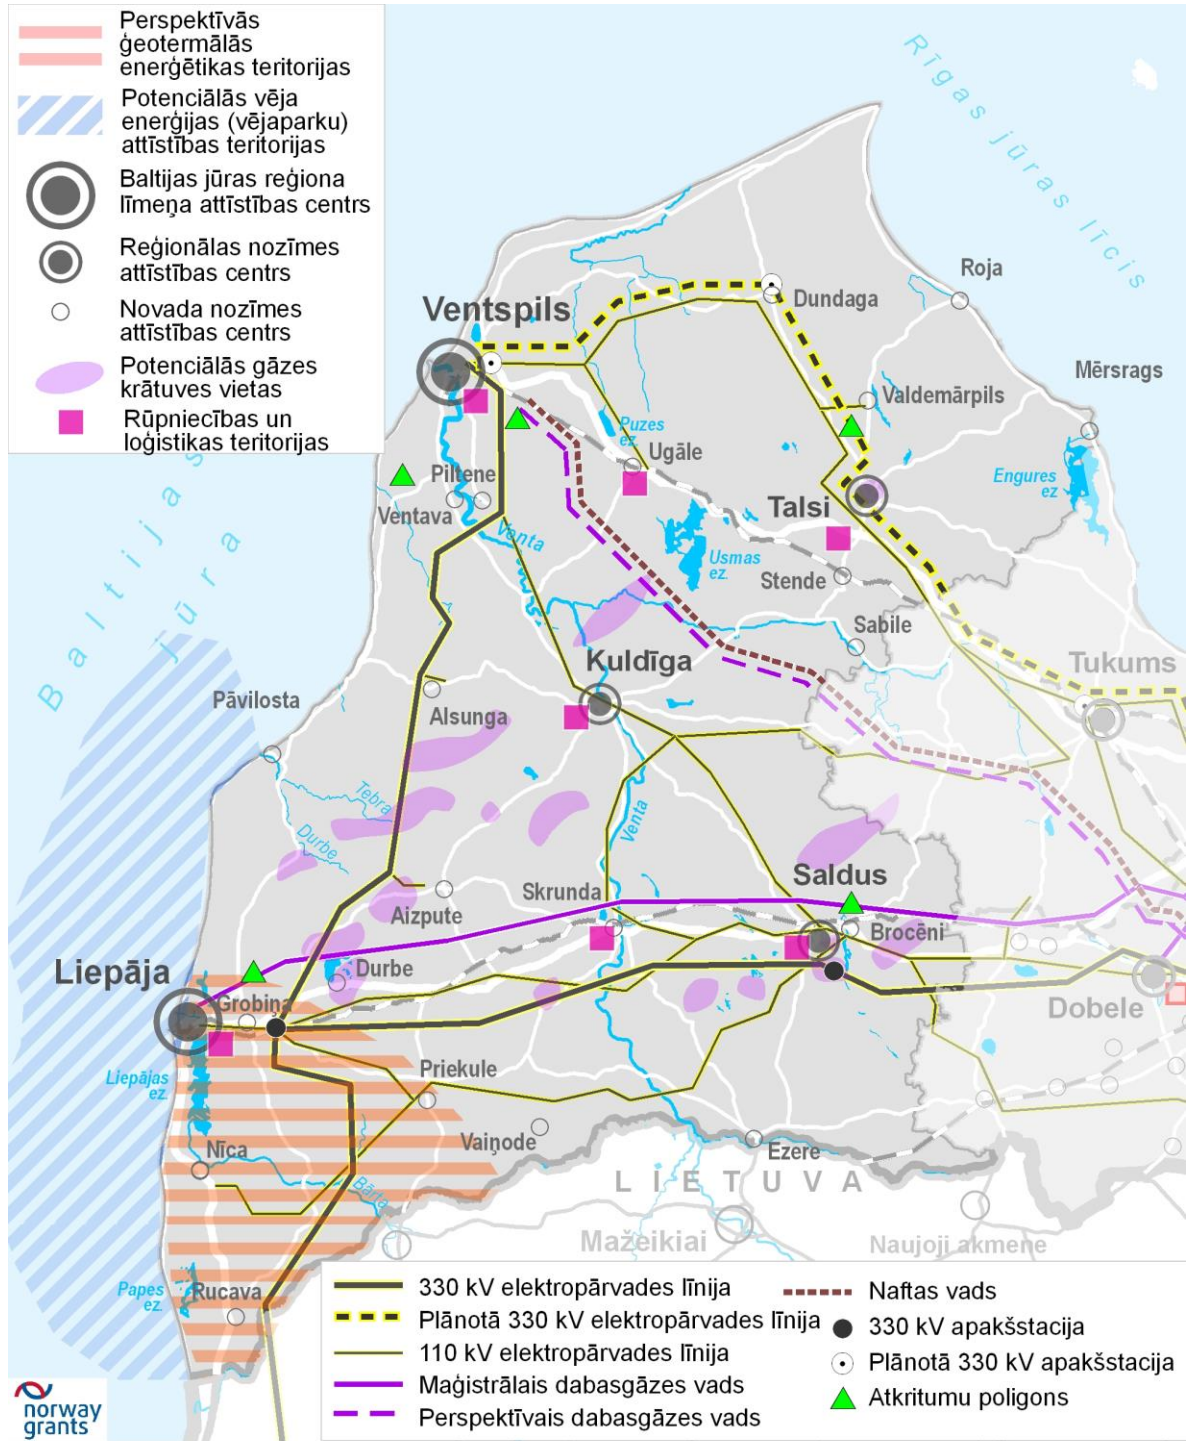 Perspektīvās
ģeotermālās
enerģētikas teritorijas
Potenciālās vēja
enerģijas (vējaparku)
attīstības teritorijas
Baltijas jūras reģiona
līmeņa attīstības centrs
Reģionālas nozīmes
attīstības centrs
Novada nozīmes
attīstības centrs
Potenciālās gāzes
krātuves vietas
Rūpniecības un
loģistikas teritorijas
Rīgas jūras līcis
Baltijas
jūra
Roja
Dundaga
Ventspils
Mērsrags
Valdemārpils
Puzes
ez.
Ugāle
Engures
ez
Piltene
Talsi
Ventava
Venta
Usmas
ez.
Stende
Sabile
Kuldīga
Tukums
Pāvilosta
Alsunga
Tebra
Durbe
Venta
Saldus
Skrunda
Aizpute
Brocēni
Liepāja
Durbe
Grobiņa
Dobele
Priekule
Liepājas
ez.
Vaiņode
Nīca
Ezere
Bārta
LIETUVA
Mažeikiai
Naujoji akmene
Papes
ez.
Rucava
330 kV elektropārvades līnija
Plānotā 330 kV elektropārvades līnija
110 kV elektropārvades līnija
Maģistrālais dabasgāzes vads
Perspektīvais dabasgāzes vads
Naftas vads
330 kV apakšstacija
Plānotā 330 kV apakšstacija
Atkritumu poligons
norway
grants